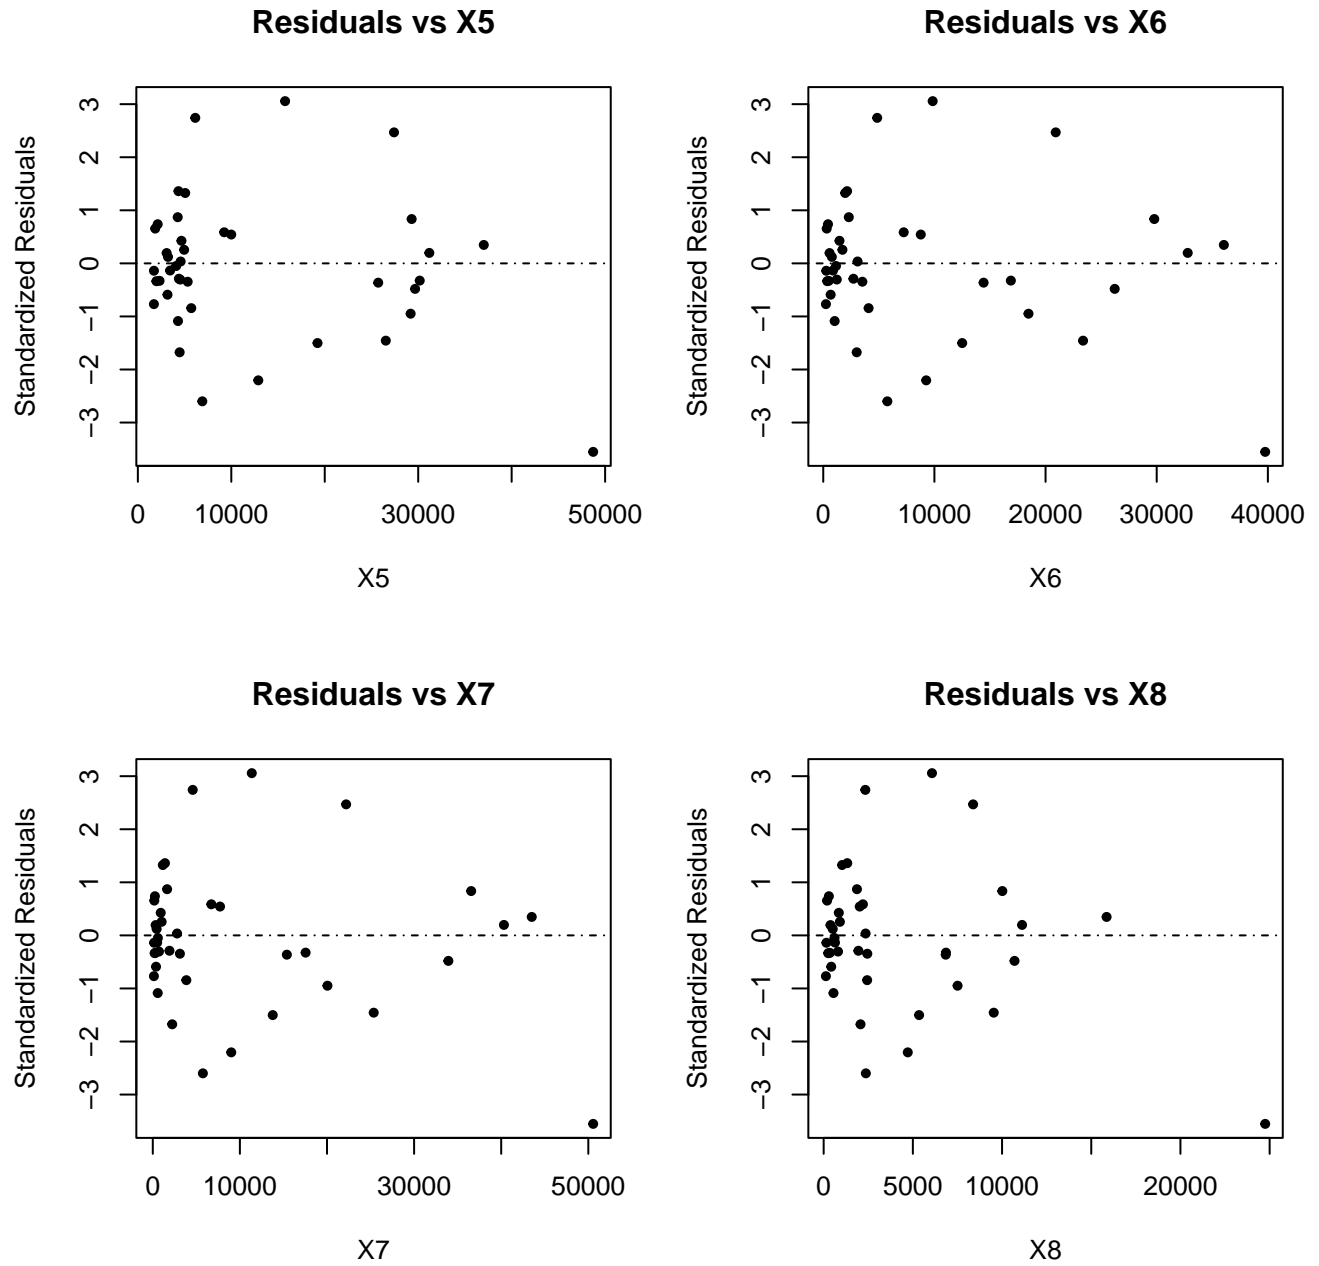 Residuals vs X5
Standardized Residuals
3
2
1
0
−1
−2
−3
0 10000 30000 50000
X5
Residuals vs X6
Standardized Residuals
3
2
1
0
−1
−2
−3
0 10000 20000 30000 40000
X6
Residuals vs X7
Standardized Residuals
3
2
1
0
−1
−2
−3
0 10000 30000 50000
X7
Residuals vs X8
Standardized Residuals
3
2
1
0
−1
−2
−3
0 5000 10000 20000
X8